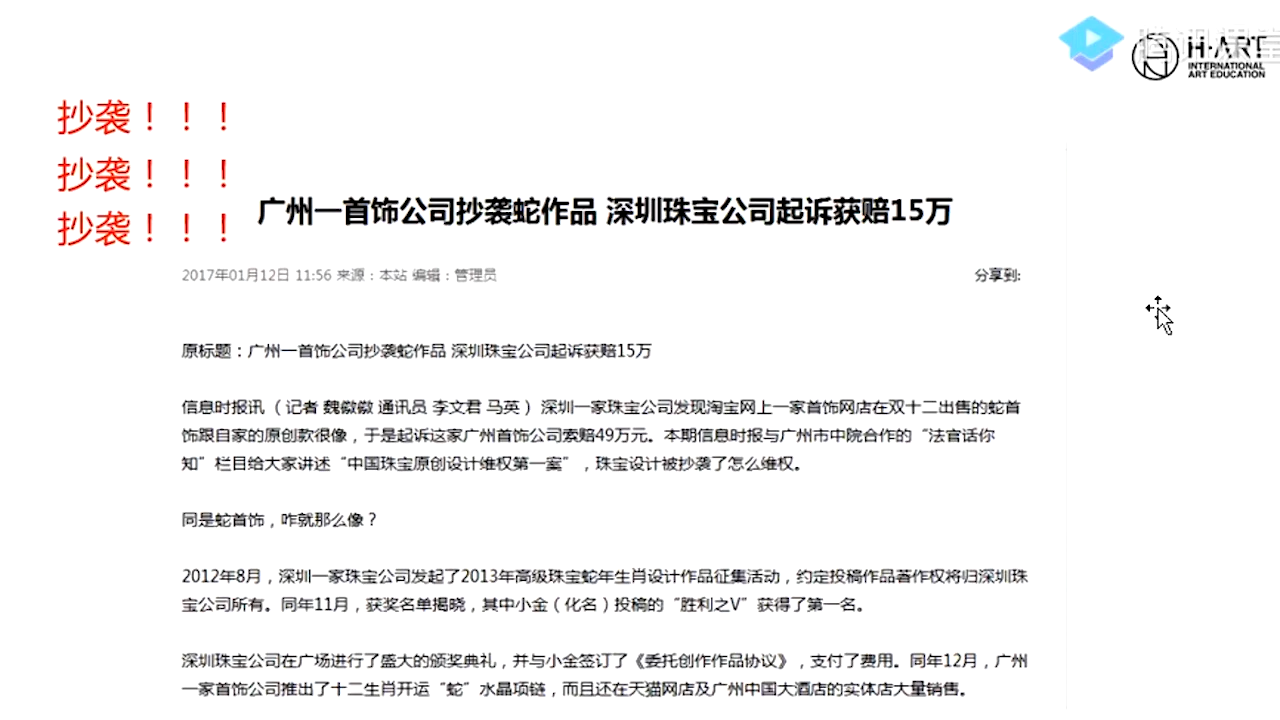 H·ART
INTERNATIONAL
ART EDUCATION
抄袭！！！
抄袭！！！
抄袭！！！
广州一首饰公司抄袭蛇作品 深圳珠宝公司起诉获赔15万
2017年01月12日 11:56 来源：本站 编辑：管理员
分享到:
原标题：广州一首饰公司抄袭蛇作品 深圳珠宝公司起诉获赔15万
信息时报讯 （ 记者 魏徽徽 通讯员 李文君 马英 ） 深圳一家珠宝公司发现淘宝网上一家首饰网店在双十二出售的蛇首
饰跟自家的原创款很像，于是起诉这家广州首饰公司索赔49万元。本期信息时报与广州市中院合作的“法官话你
知”栏目给大家讲述“中国珠宝原创设计维权第一案”，珠宝设计被抄袭了怎么维权。
同是蛇首饰，咋就那么像？
2012年8月，深圳一家珠宝公司发起了2013年高级珠宝蛇年生肖设计作品征集活动，约定投稿作品著作权将归深圳珠
宝公司所有。同年11月，获奖名单揭晓，其中小金（化名）投稿的“胜利之V”获得了第一名。
深圳珠宝公司在广场进行了盛大的颁奖典礼，并与小金签订了《委托创作作品协议》，支付了费用。同年12月，广州
一家首饰公司推出了十二生肖开运“蛇”水晶项链，而且还在天猫网店及广州中国大酒店的实体店大量销售。